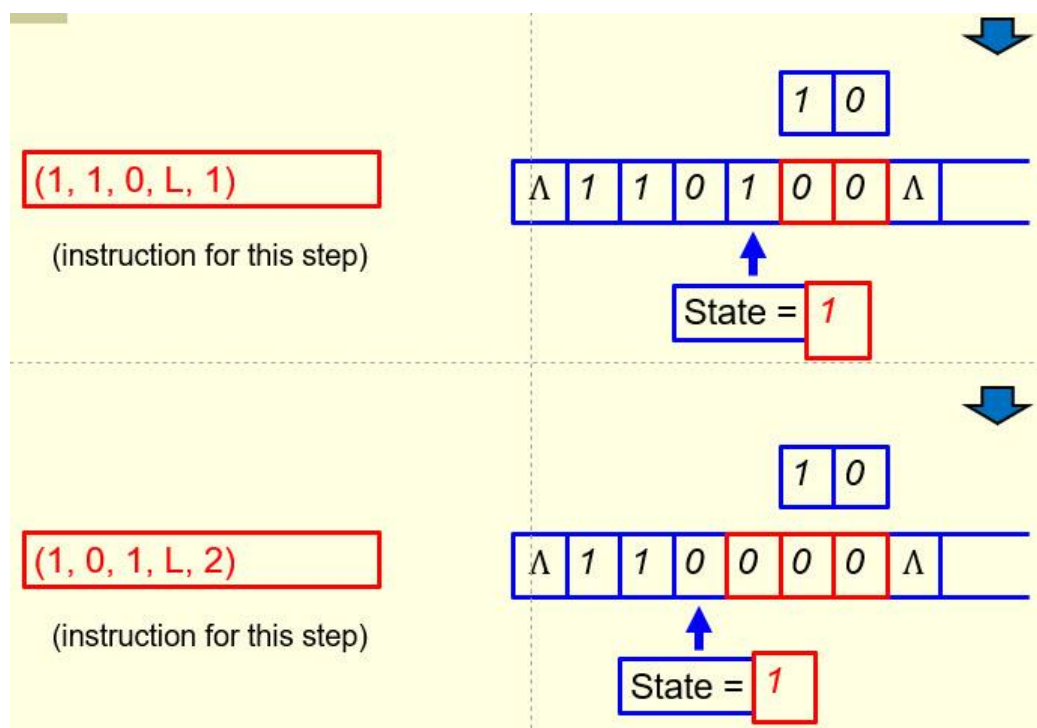 1 0
(1, 1, 0, L, 1)
Λ 1 1 0 1 0 0 Λ
(instruction for this step)
State = 1
1 0
(1, 0, 1, L, 2)
Λ 1 1 0 0 0 0 Λ
(instruction for this step)
State = 1